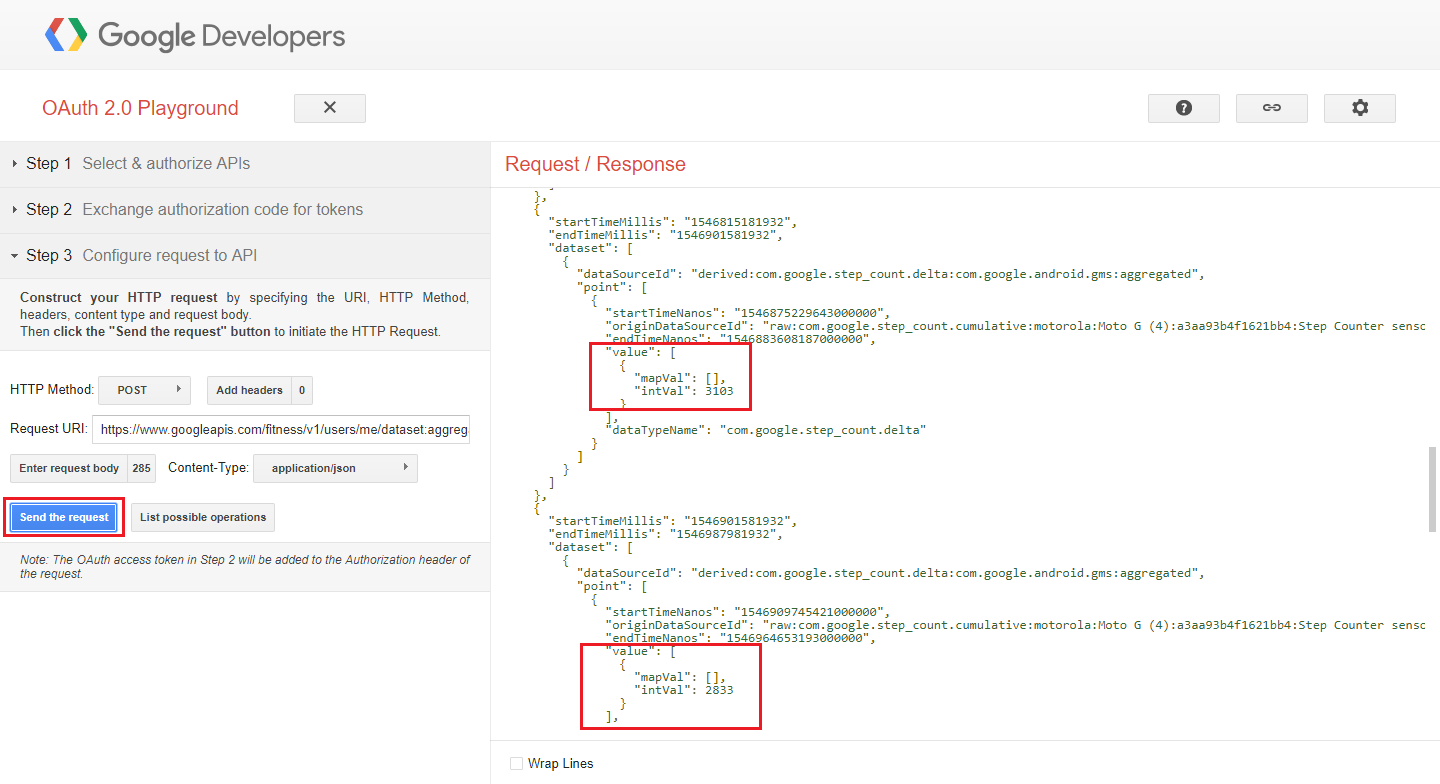 Google Developers
OAuth 2.0 Playground
Step 1 Select & authorize APIs
Step 2 Exchange authorization code for tokens
Step 3 Configure request to API
Construct your HTTP request by specifying the URI, HTTP Method,
headers, content type and request body.
Then click the "Send the request" button to initiate the HTTP Request.
HTTP Method: POST Add headers 0
Request URI: https://www.googleapis.com/fitness/v1/users/me/dataset:aggreg
Enter request body 285 Content-Type: application/json
Send the request List possible operations
Note: The OAuth access token in Step 2 will be added to the Authorization header of
the request.
Request / Response
},
{
"startTimeMillis": "1546815181932",
"endTimeMillis": "1546901581932",
"dataset": [
{
"dataSourceId": "derived:com.google.step_count.delta:com.google.android.gms:aggregated",
"point": [
{
"startTimeNanos": "1546875229643000000",
"originDataSourceId": "raw:com.google.step_count.cumulative:motorola:Moto G (4):a3aa93b4f1621bb4:Step Counter senso
"endTimeNanos": "1546883608187000000",
"value": [
{
"mapVal": [],
"intVal": 3103
}
],
"dataTypeName": "com.google.step_count.delta"
}
]
}
]
},
{
"startTimeMillis": "1546901581932",
"endTimeMillis": "1546987981932",
"dataset": [
{
"dataSourceId": "derived:com.google.step_count.delta:com.google.android.gms:aggregated",
"point": [
{
"startTimeNanos": "1546909745421000000",
"originDataSourceId": "raw:com.google.step_count.cumulative:motorola:Moto G (4):a3aa93b4f1621bb4:Step Counter senso
"endTimeNanos": "1546964653193000000",
"value": [
{
"mapVal": [],
"intVal": 2833
}
],
Wrap Lines